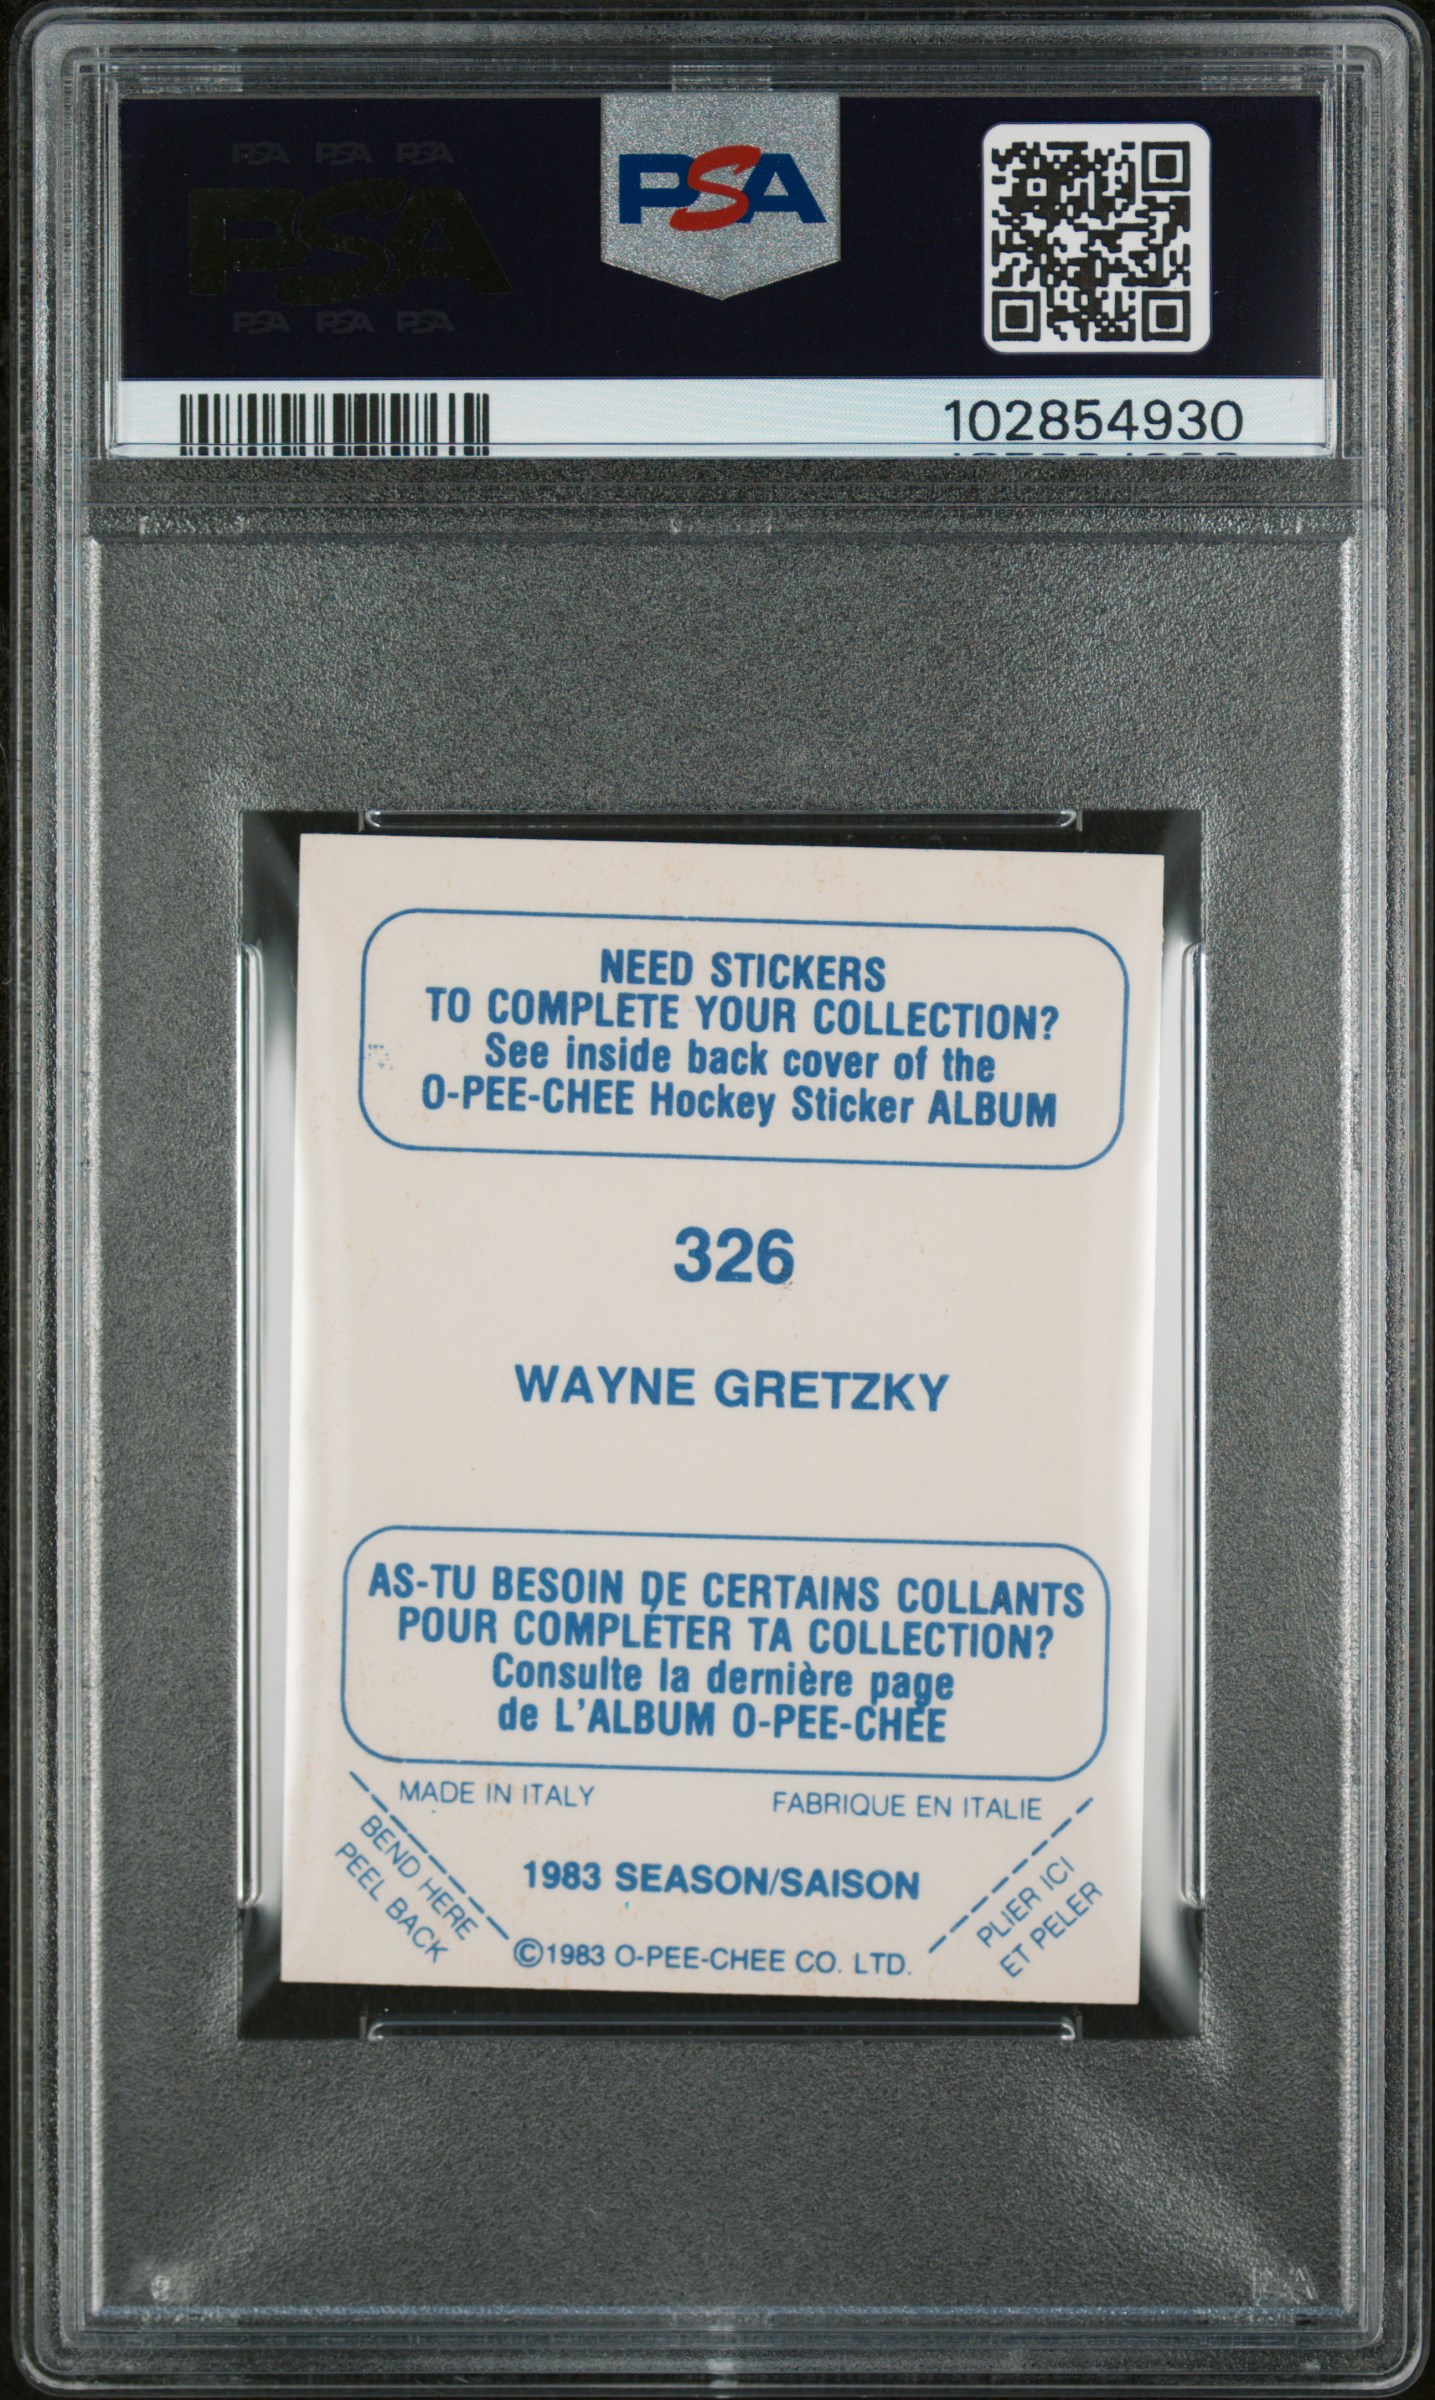 PSA PSA PSA
PSA
PSA PSA PSA
PSA
102854930
NEED STICKERS
TO COMPLETE YOUR COLLECTION?
See inside back cover of the
O-PEE-CHEE Hockey Sticker ALBUM
326
WAYNE GRETZKY
AS-TU BESOIN DE CERTAINS COLLANTS
POUR COMPLÉTER TA COLLECTION?
Consulte la dernière page
de L'ALBUM O-PEE-CHEE
MADE IN ITALY
FABRIQUE EN ITALIE
BEND HERE
PEEL BACK
1983 SEASON/SAISON
PLIER ICI
ET PELER
©1983 O-PEE-CHEE CO. LTD.
PSA